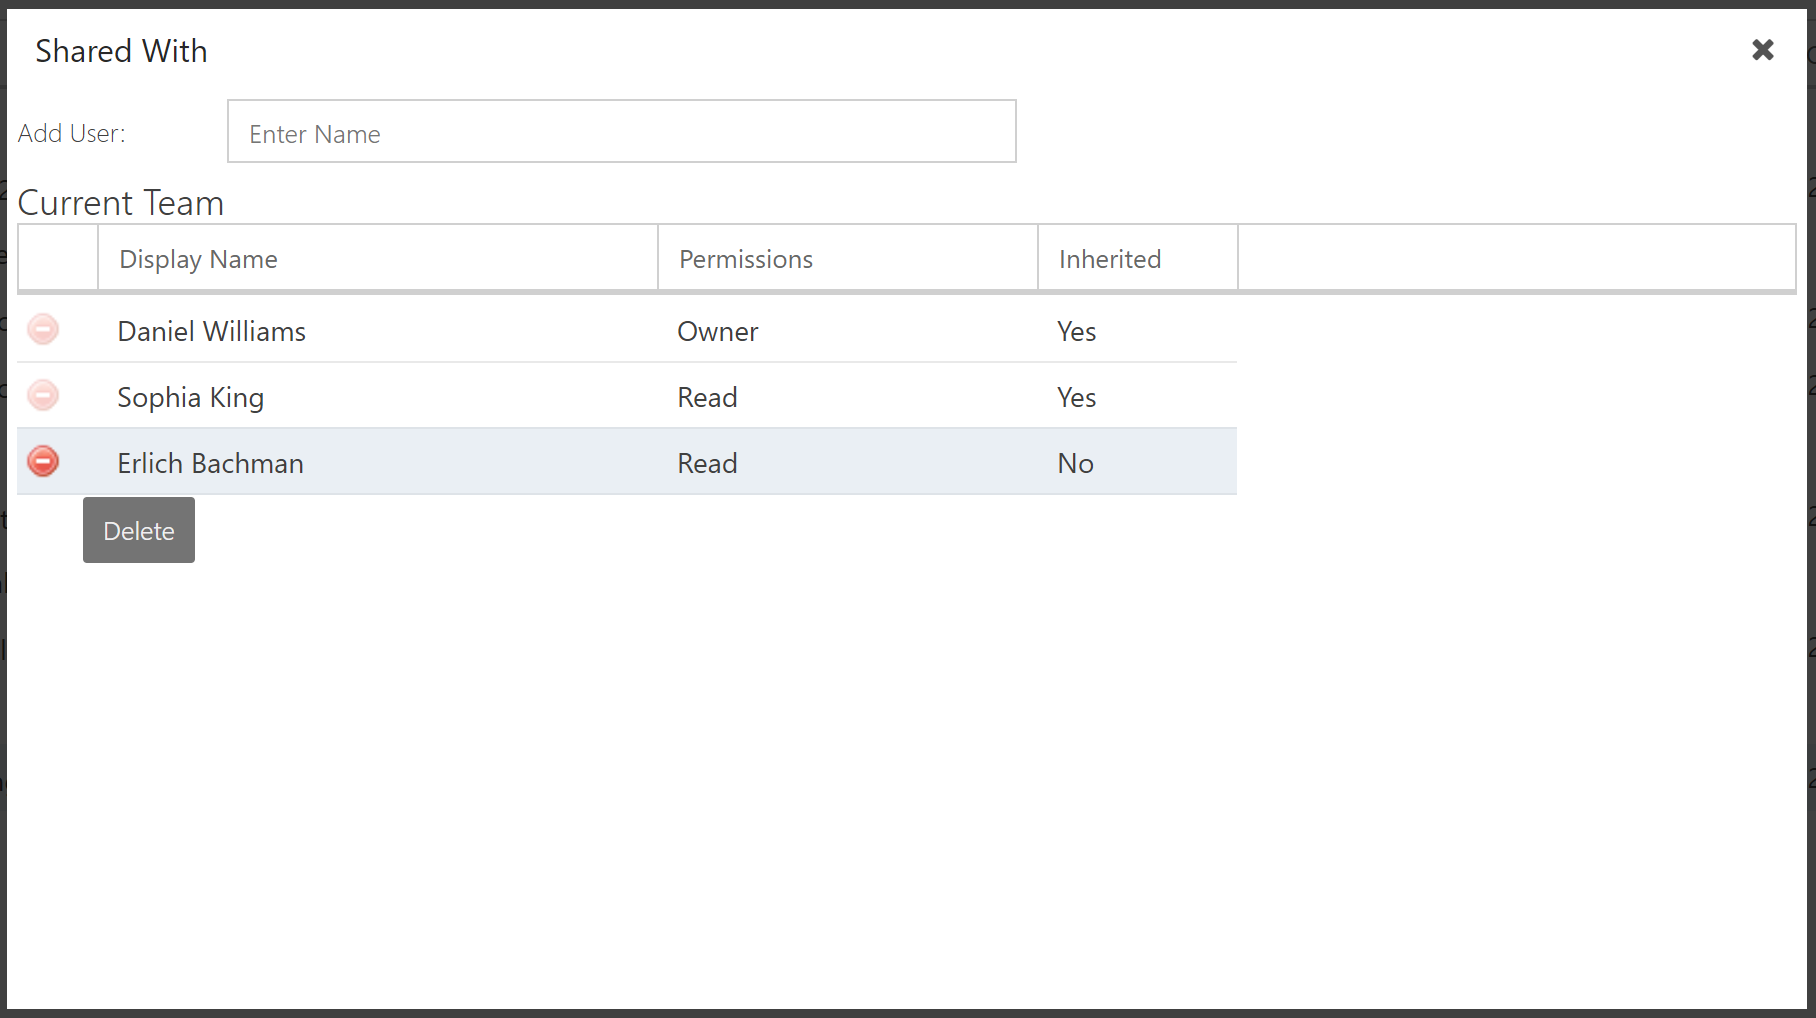 Shared With
Add User:
Enter Name
Current Team
Display Name Permissions Inherited
Daniel Williams Owner Yes
Sophia King Read Yes
Erlich Bachman Read No
Delete